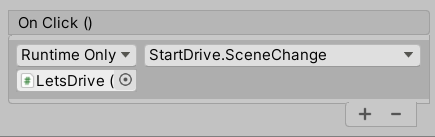 On Click ()
Runtime Only StartDrive.SceneChange
# LetsDrive (
+ -